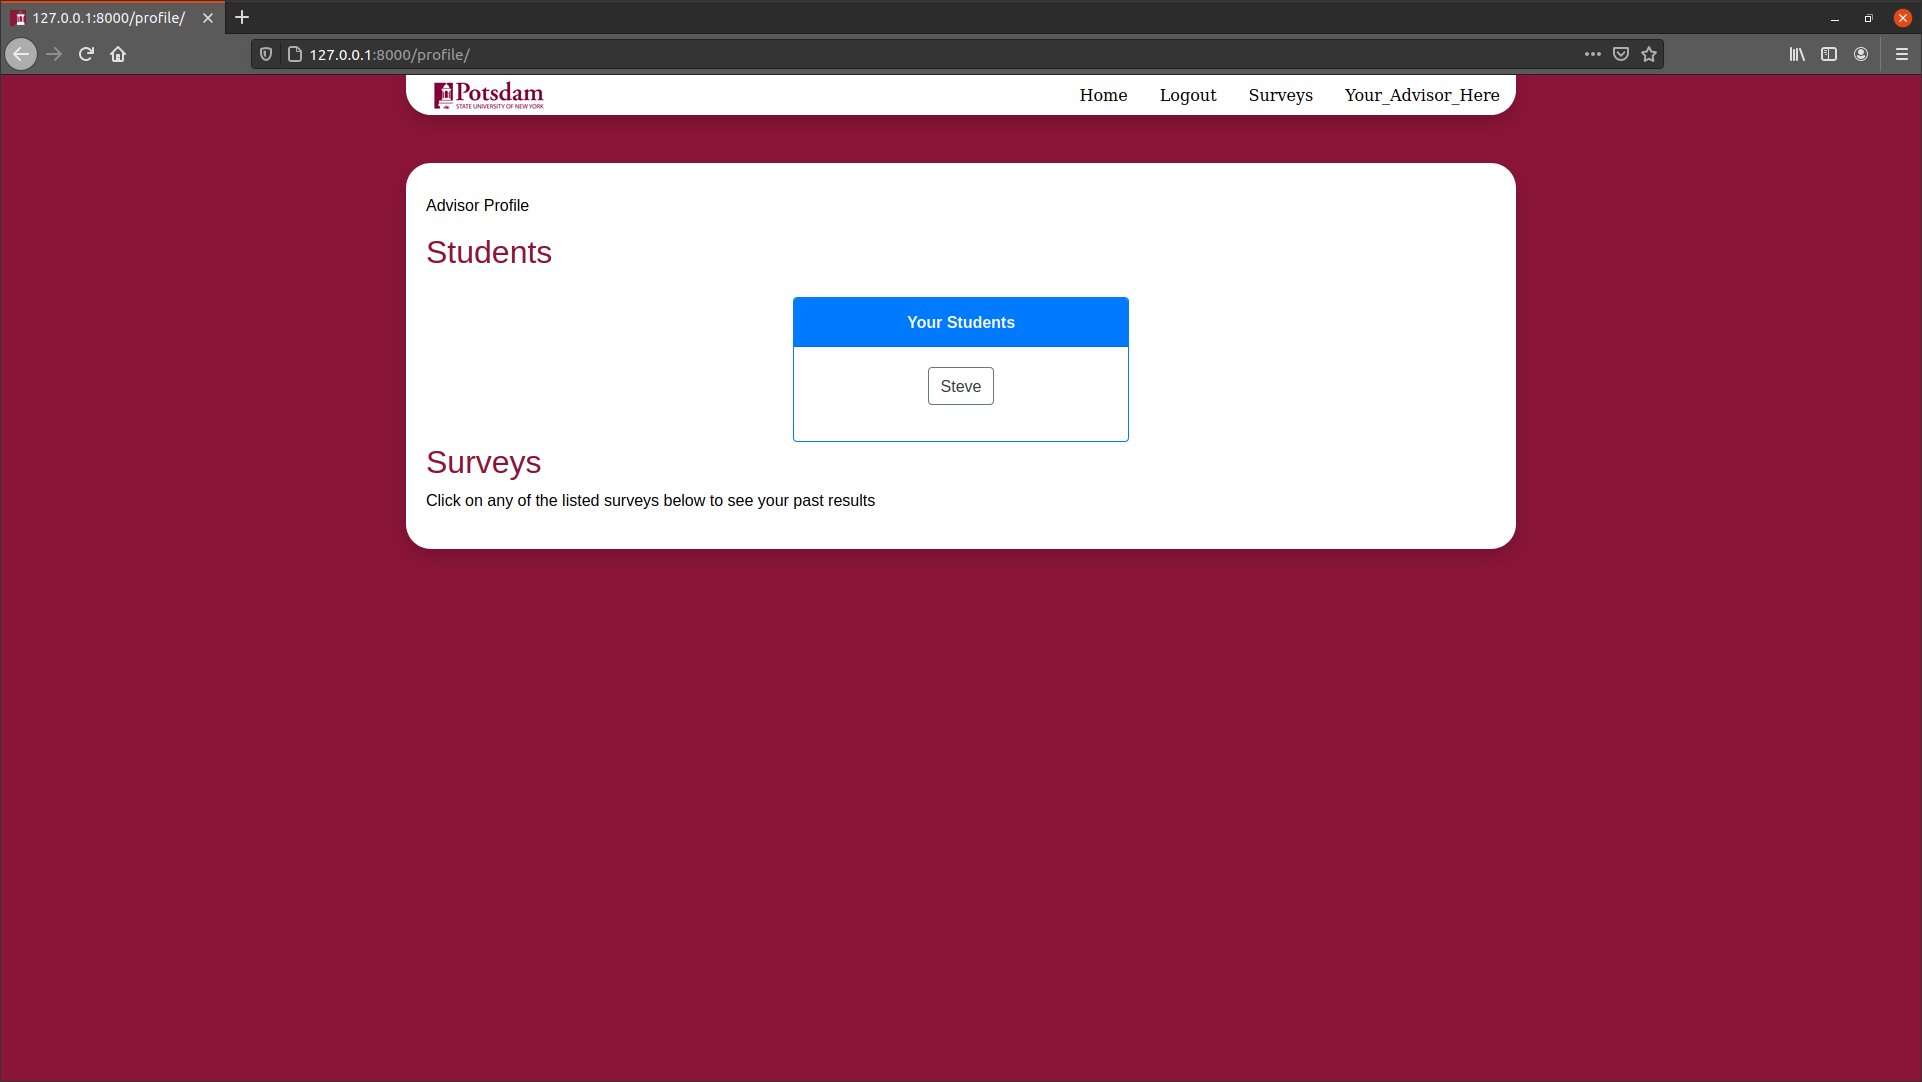 127.0.0.1:8000/profile/
127.0.0.1:8000/profile/
Potsdam
STATE UNIVERSITY OF NEW YORK
Home Logout Surveys Your_Advisor_Here
Advisor Profile
Students
Your Students
Steve
Surveys
Click on any of the listed surveys below to see your past results